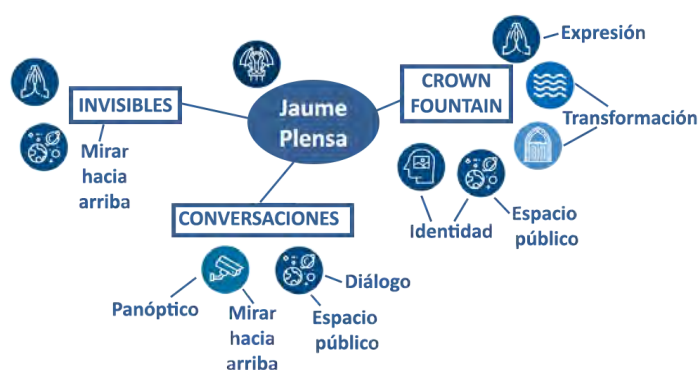 Jaume
Plensa
INVISIBLES
Mirar
hacia
arriba
CROWN
FOUNTAIN
Expresión
Transformación
Identidad
Espacio
público
CONVERSACIONES
Panóptico
Mirar
hacia
arriba
Diálogo
Espacio
público